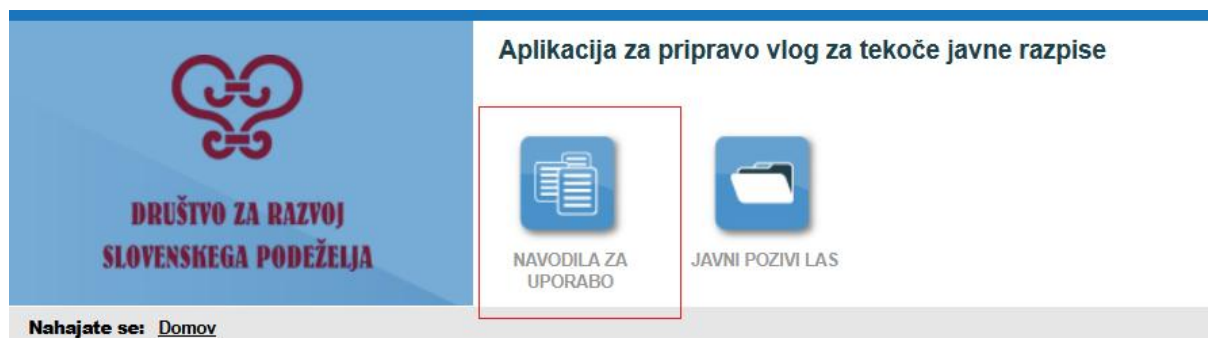 Aplikacija za pripravo vlog za tekoče javne razpise
DRUŠTVO ZA RAZVOJ
SLOVENSKEGA PODEŽELJA
NAVODILA ZA
UPORABO
JAVNI POZIVI LAS
Nahajate se: Domov